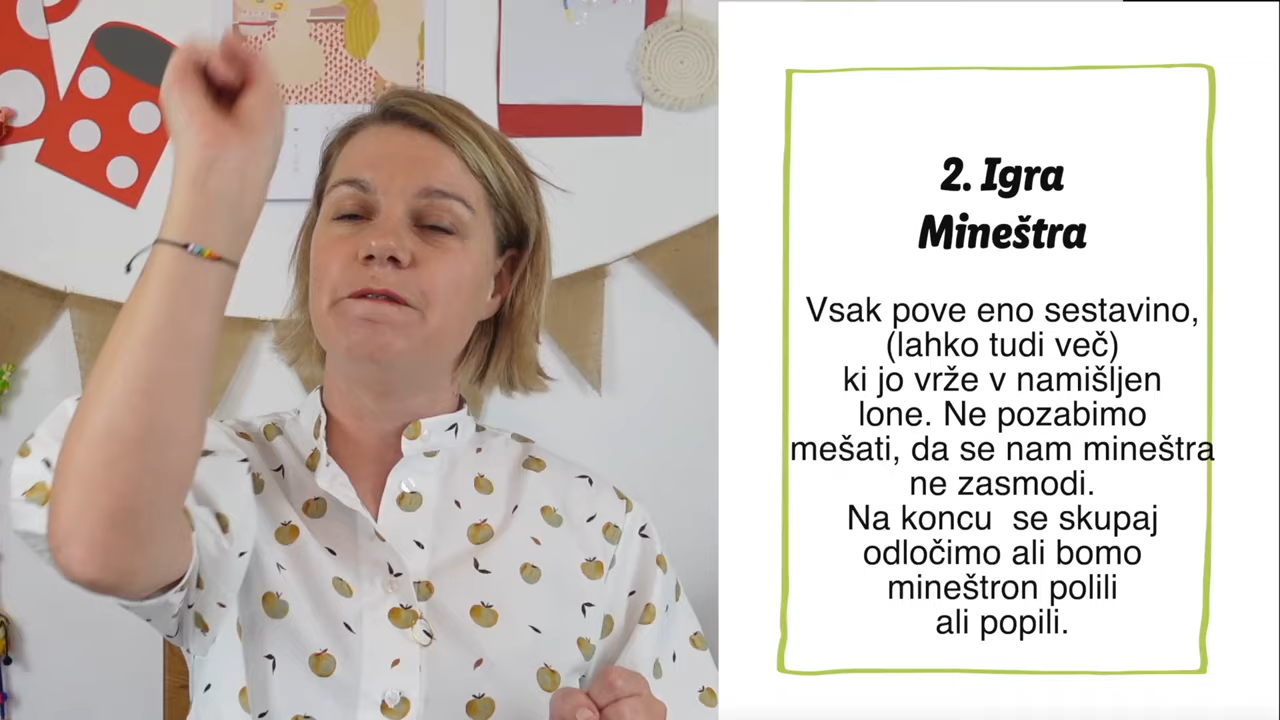 2. Igra
Mineštra
Vsak pove eno sestavino,
(lahko tudi več)
ki jo vrže v namišljen
lone. Ne pozabimo
mešati, da se nam mineštra
ne zasmodi.
Na koncu  se skupaj
odločimo ali bomo
mineštron polili
ali popili.